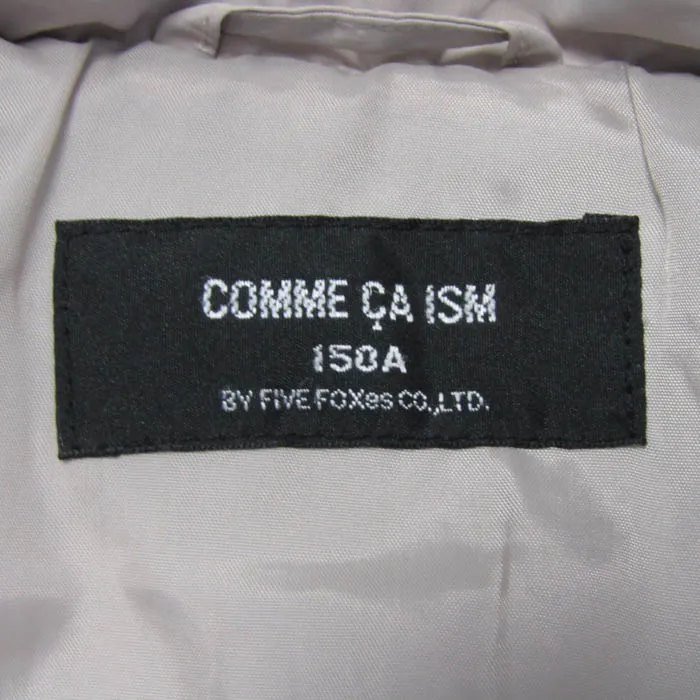 COMME ÇA ISM
150A
BY FIVE FOXes CO.,LTD.